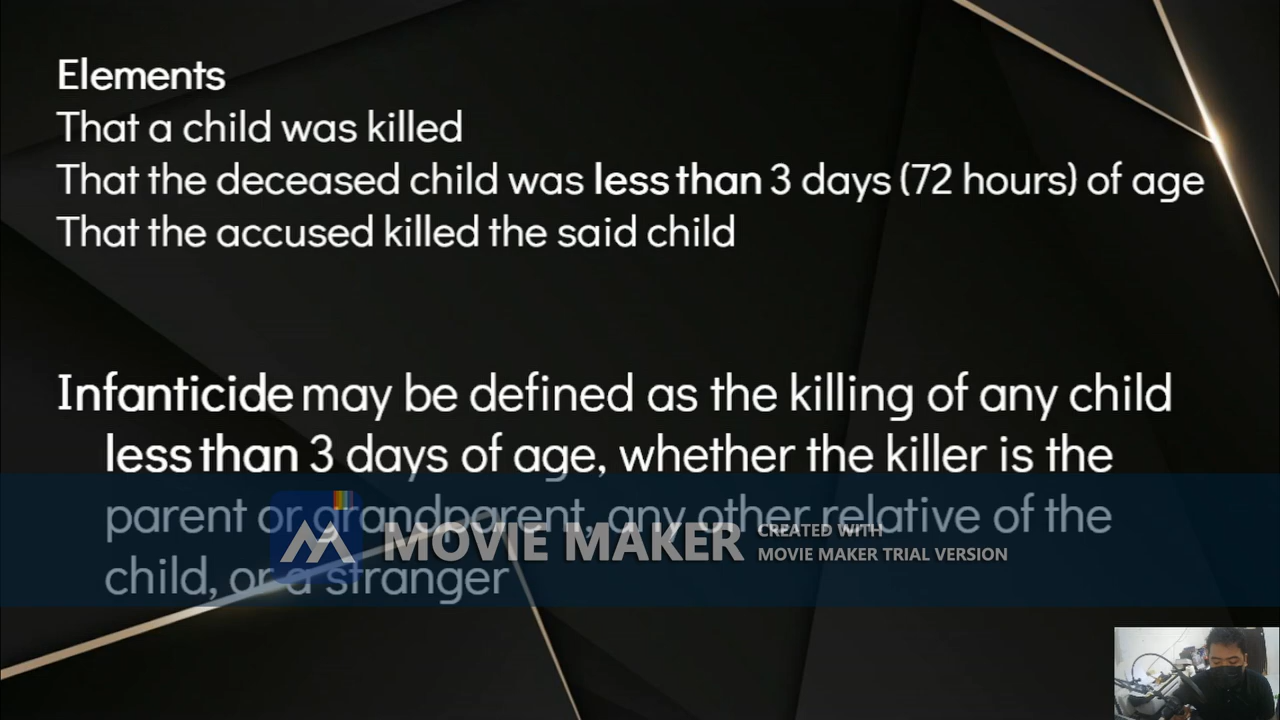 Elements
That a child was killed
That the deceased child was less than 3 days (72 hours) of age
That the accused killed the said child
Infanticide may be defined as the killing of any child
less than 3 days of age, whether the killer is the
parent or grandparent, any other relative of the
child, or a stranger
MOVIE MAKER
CREATED WITH
MOVIE MAKER TRIAL VERSION